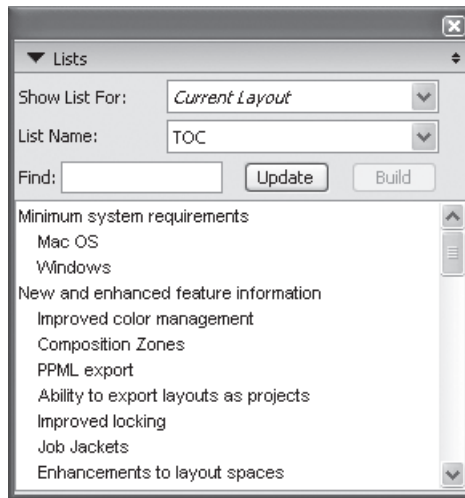 Lists
Show List For: Current Layout
List Name: TOC
Find: Update Build
Minimum system requirements
Mac OS
Windows
New and enhanced feature information
Improved color management
Composition Zones
PPML export
Ability to export layouts as projects
Improved locking
Job Jackets
Enhancements to layout spaces